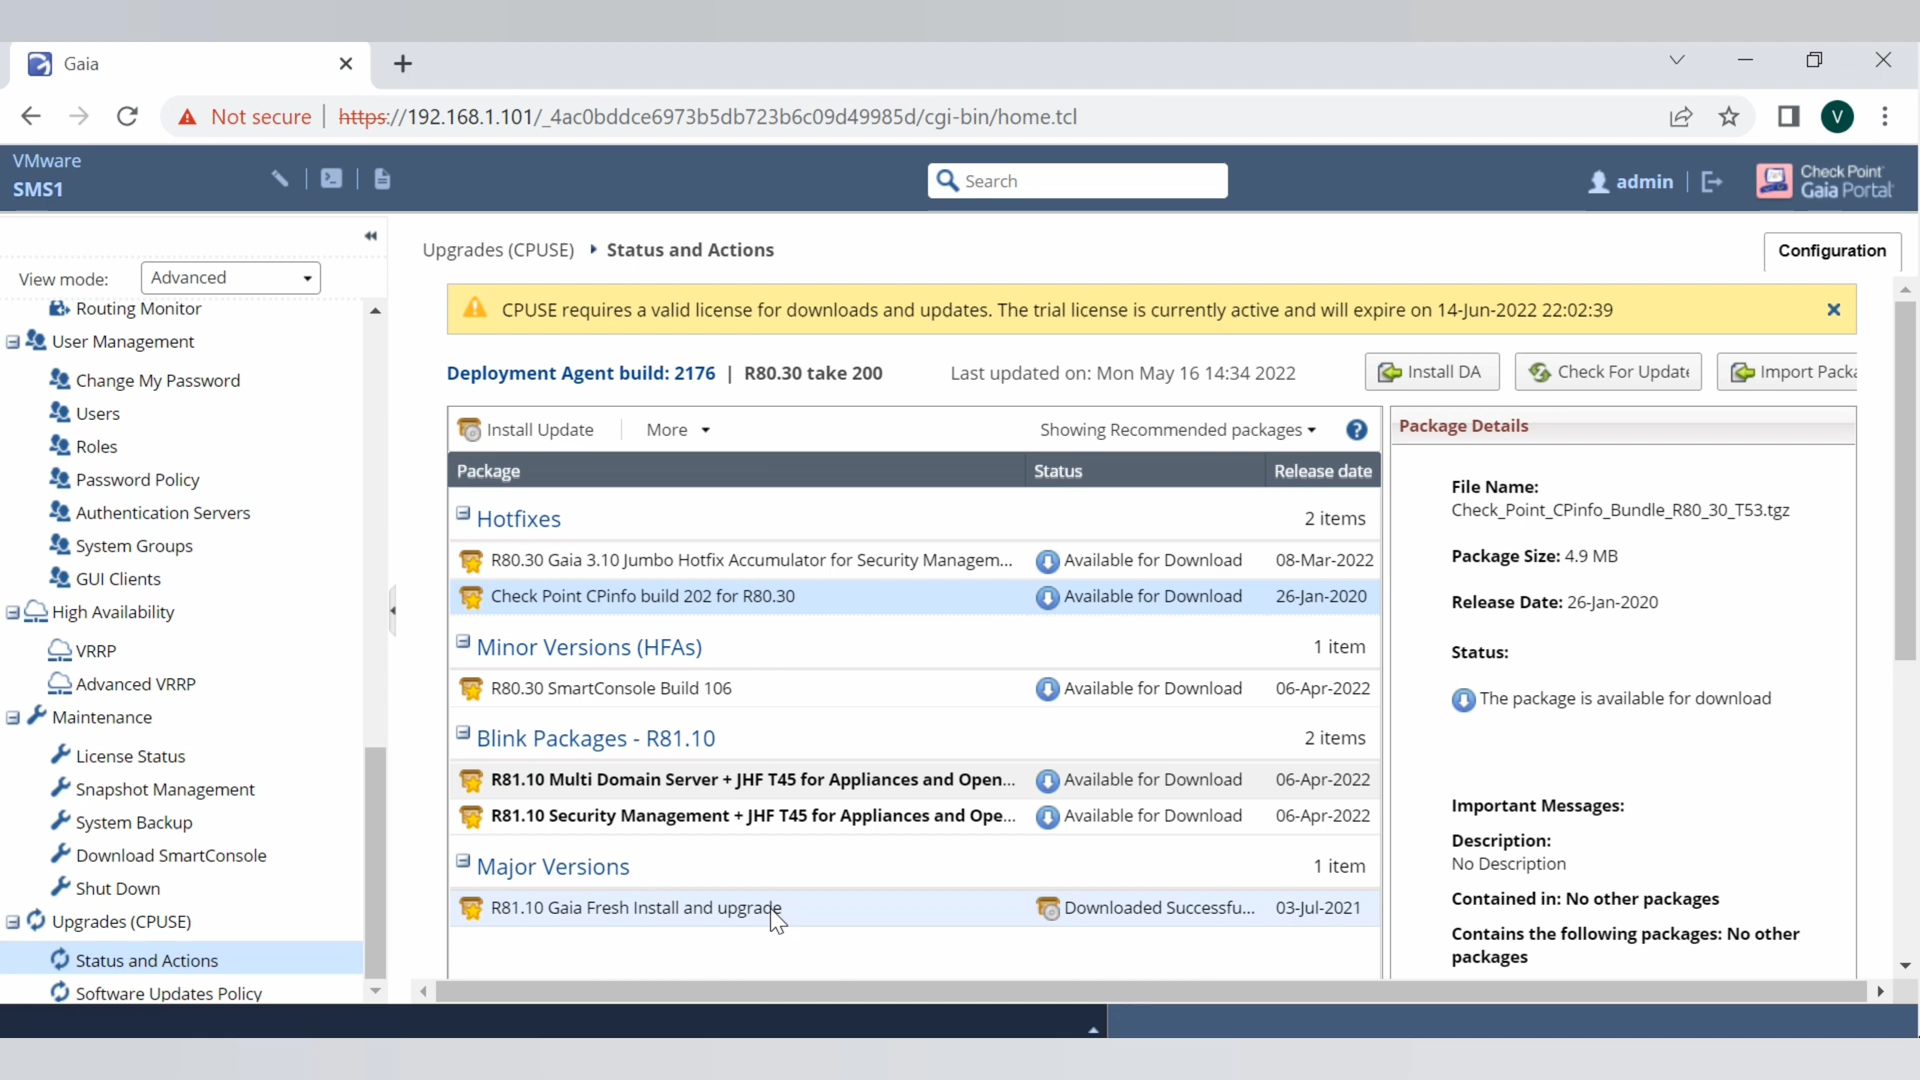 Gaia
Not secure | https://192.168.1.101/_4ac0bddce6973b5db723b6c09d49985d/cgi-bin/home.tcl
V
VMware
SMS1
Search
admin
Check Point
Gaia Portal
View mode: Advanced
Routing Monitor
User Management
Change My Password
Users
Roles
Password Policy
Authentication Servers
System Groups
GUI Clients
High Availability
VRRP
Advanced VRRP
Maintenance
License Status
Snapshot Management
System Backup
Download SmartConsole
Shut Down
Upgrades (CPUSE)
Status and Actions
Software Updates Policy
Upgrades (CPUSE) Status and Actions
Configuration
CPUSE requires a valid license for downloads and updates. The trial license is currently active and will expire on 14-Jun-2022 22:02:39
Deployment Agent build: 2176 | R80.30 take 200 Last updated on: Mon May 16 14:34 2022
Install DA
Check For Update
Import Packa
Install Update More Showing Recommended packages
Package Status Release date
Hotfixes 2 items
R80.30 Gaia 3.10 Jumbo Hotfix Accumulator for Security Managem... Available for Download 08-Mar-2022
Check Point CPinfo build 202 for R80.30 Available for Download 26-Jan-2020
Minor Versions (HFAs) 1 item
R80.30 SmartConsole Build 106 Available for Download 06-Apr-2022
Blink Packages - R81.10 2 items
R81.10 Multi Domain Server + JHF T45 for Appliances and Open... Available for Download 06-Apr-2022
R81.10 Security Management + JHF T45 for Appliances and Ope... Available for Download 06-Apr-2022
Major Versions 1 item
R81.10 Gaia Fresh Install and upgrade Downloaded Successfu... 03-Jul-2021
Package Details
File Name:
Check_Point_CPinfo_Bundle_R80_30_T53.tgz
Package Size: 4.9 MB
Release Date: 26-Jan-2020
Status:
The package is available for download
Important Messages:
Description:
No Description
Contained in: No other packages
Contains the following packages: No other
packages